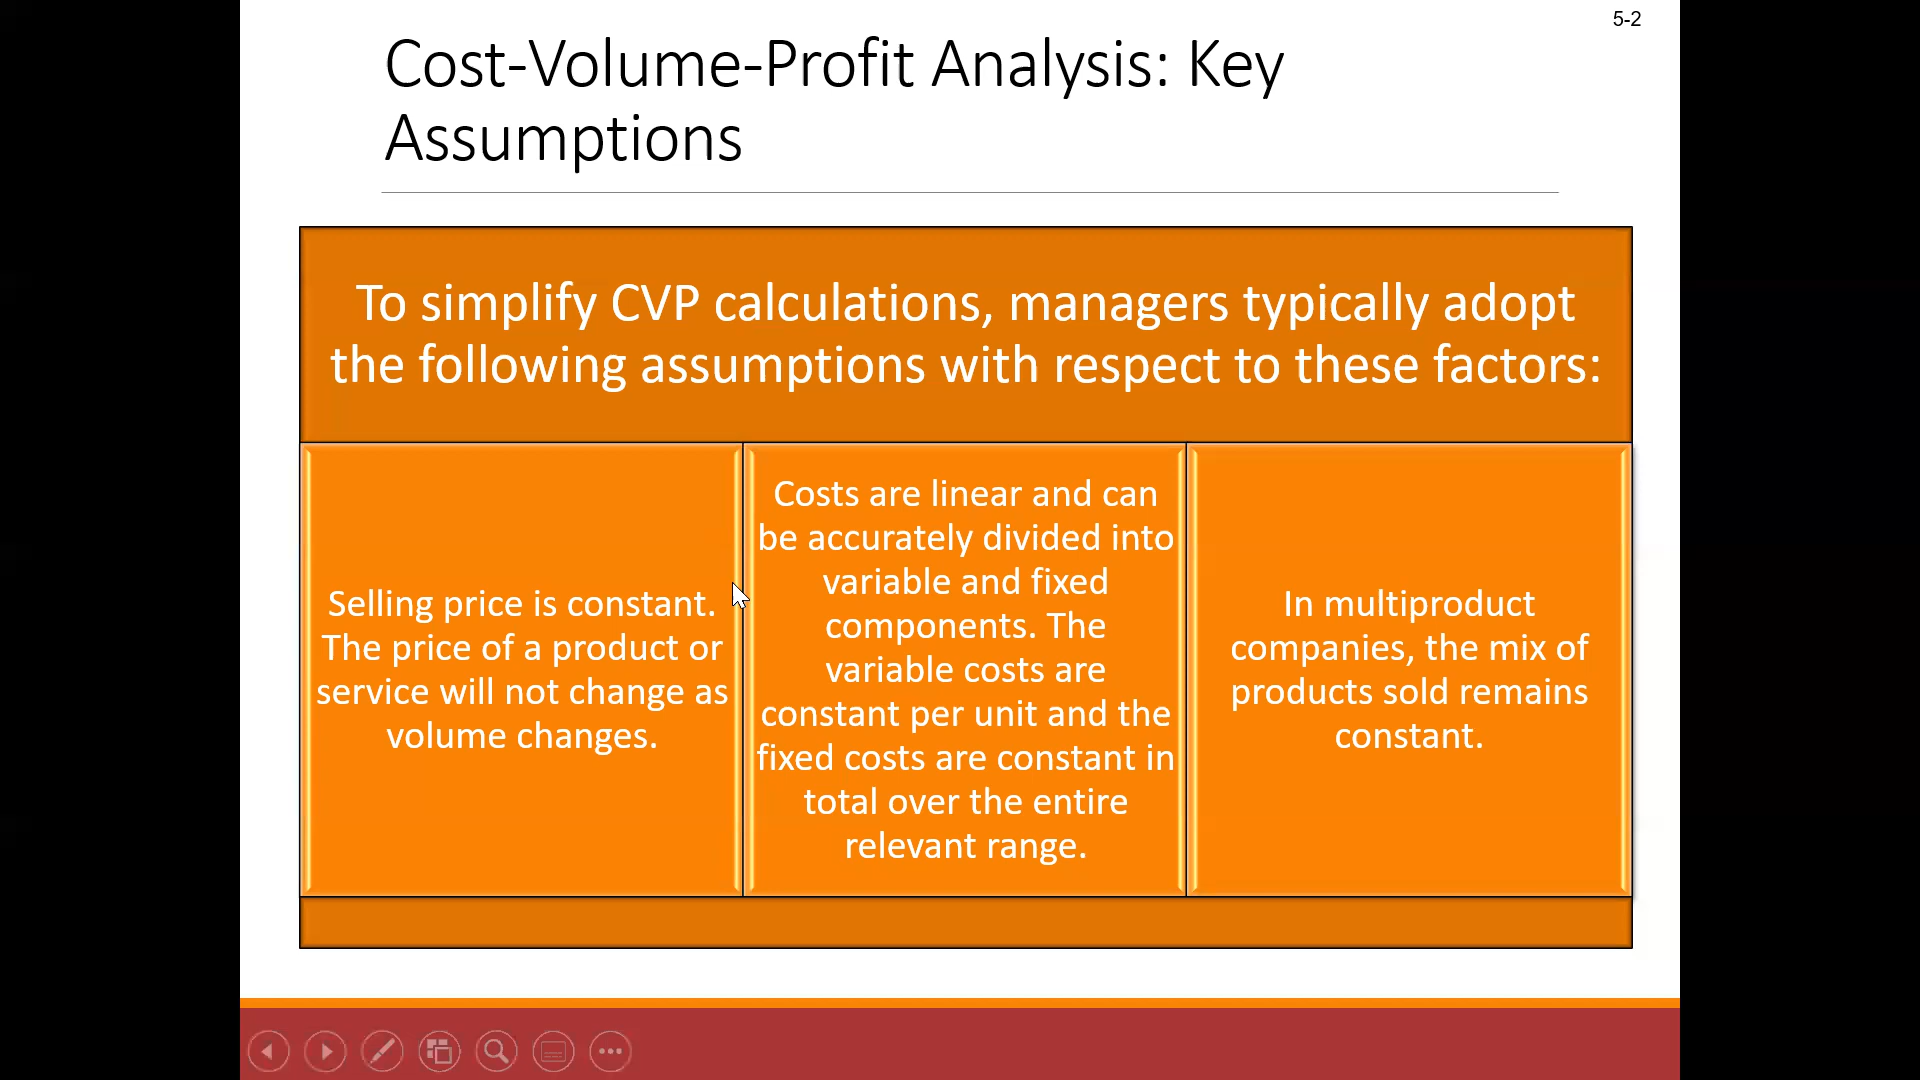 5-2
Cost-Volume-Profit Analysis: Key
Assumptions
To simplify CVP calculations, managers typically adopt
the following assumptions with respect to these factors:
Selling price is constant.
The price of a product or
service will not change as
volume changes.
Costs are linear and can
be accurately divided into
variable and fixed
components. The
variable costs are
constant per unit and the
fixed costs are constant in
total over the entire
relevant range.
In multiproduct
companies, the mix of
products sold remains
constant.